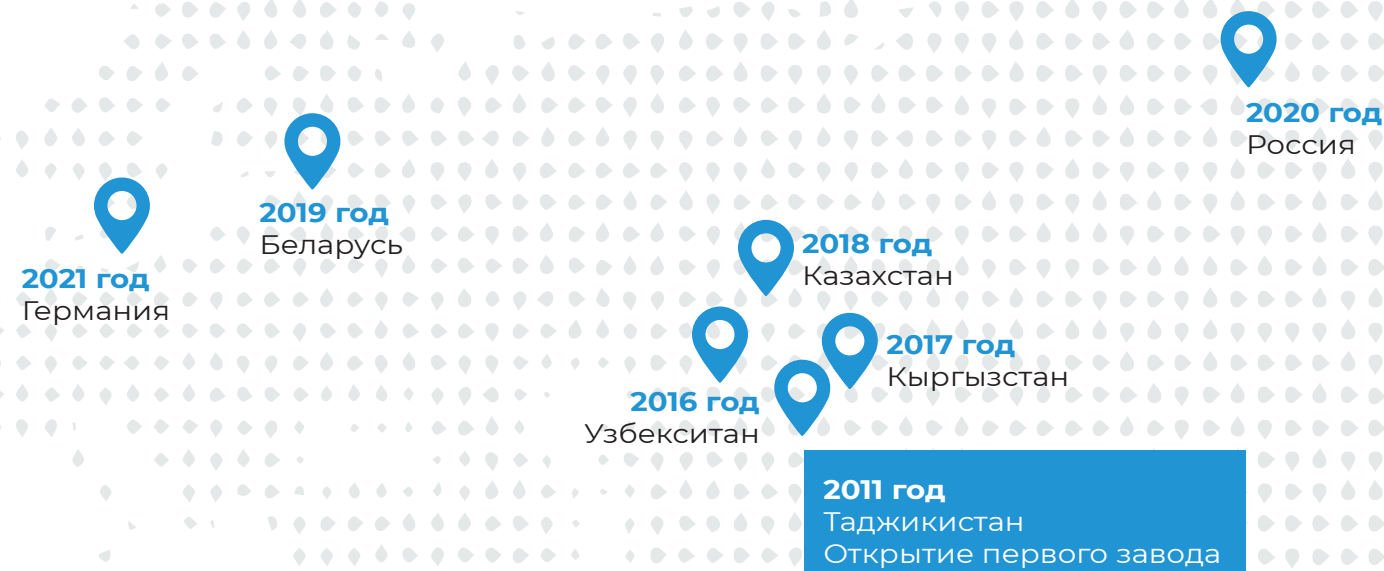 2020 год
Россия
2019 год
Беларусь
2018 год
Казахстан
2021 год
Германия
2017 год
Кыргызстан
2016 год
Узбекситан
2011 год
Таджикистан
Открытие первого завода